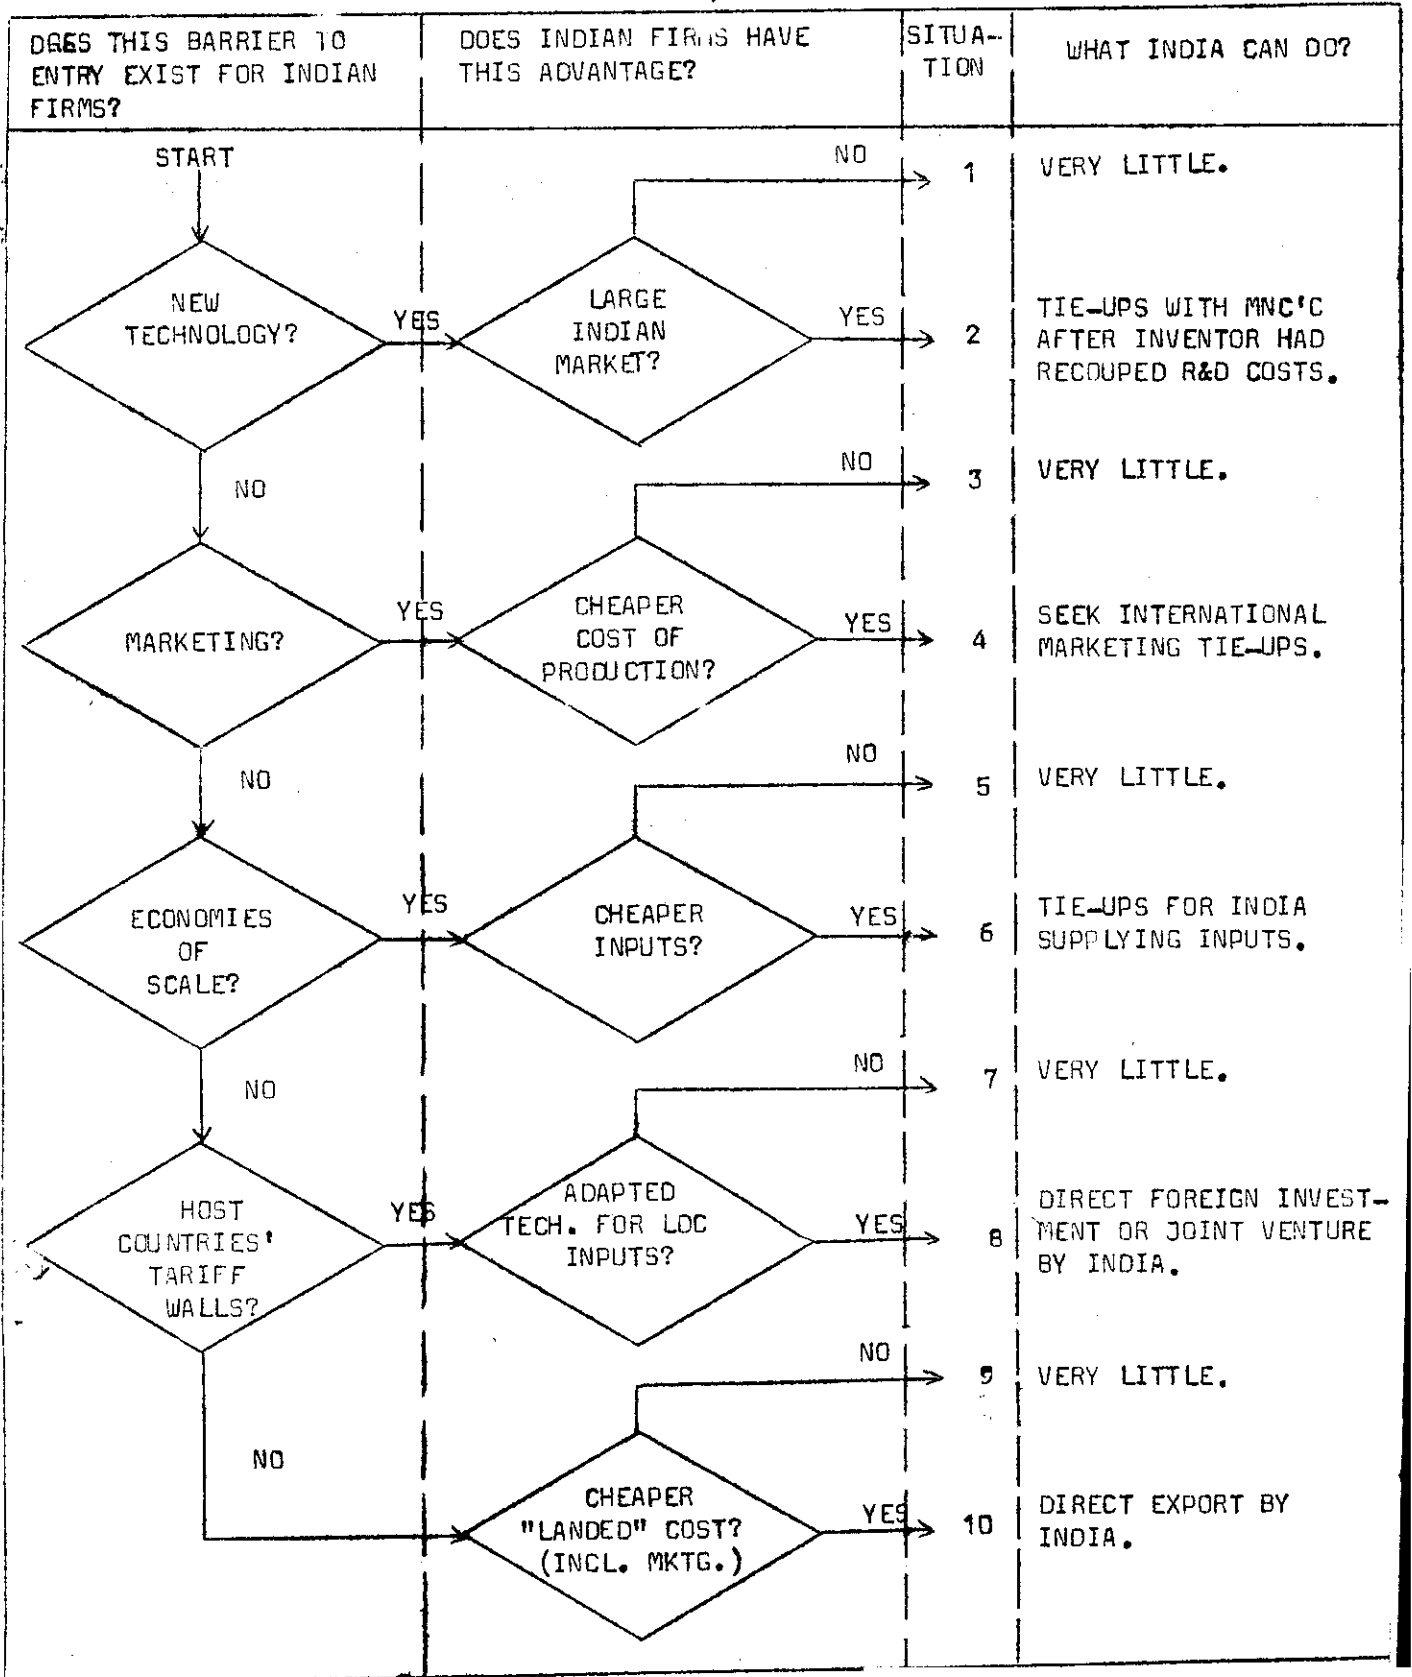 DOES THIS BARRIER TO
ENTRY EXIST FOR INDIAN
FIRMS?
DOES INDIAN FIRMS HAVE
THIS ADVANTAGE?
SITUA-
TION
WHAT INDIA CAN DO?
START
NEW
TECHNOLOGY?
YES
NO
LARGE
INDIAN
MARKET?
NO
1
VERY LITTLE.
YES
2
TIE-UPS WITH MNC'C
AFTER INVENTOR HAD
RECOUPED R&D COSTS.
MARKETING?
YES
NO
CHEAPER
COST OF
PRODUCTION?
NO
3
VERY LITTLE.
YES
4
SEEK INTERNATIONAL
MARKETING TIE-UPS.
ECONOMIES
OF
SCALE?
YES
NO
CHEAPER
INPUTS?
NO
5
VERY LITTLE.
YES
6
TIE-UPS FOR INDIA
SUPPLYING INPUTS.
HOST
COUNTRIES'
TARIFF
WALLS?
YES
NO
ADAPTED
TECH. FOR LDC
INPUTS?
NO
7
VERY LITTLE.
YES
8
DIRECT FOREIGN INVEST-
MENT OR JOINT VENTURE
BY INDIA.
CHEAPER
"LANDED" COST?
(INCL. MKTG.)
NO
9
VERY LITTLE.
YES
10
DIRECT EXPORT BY
INDIA.